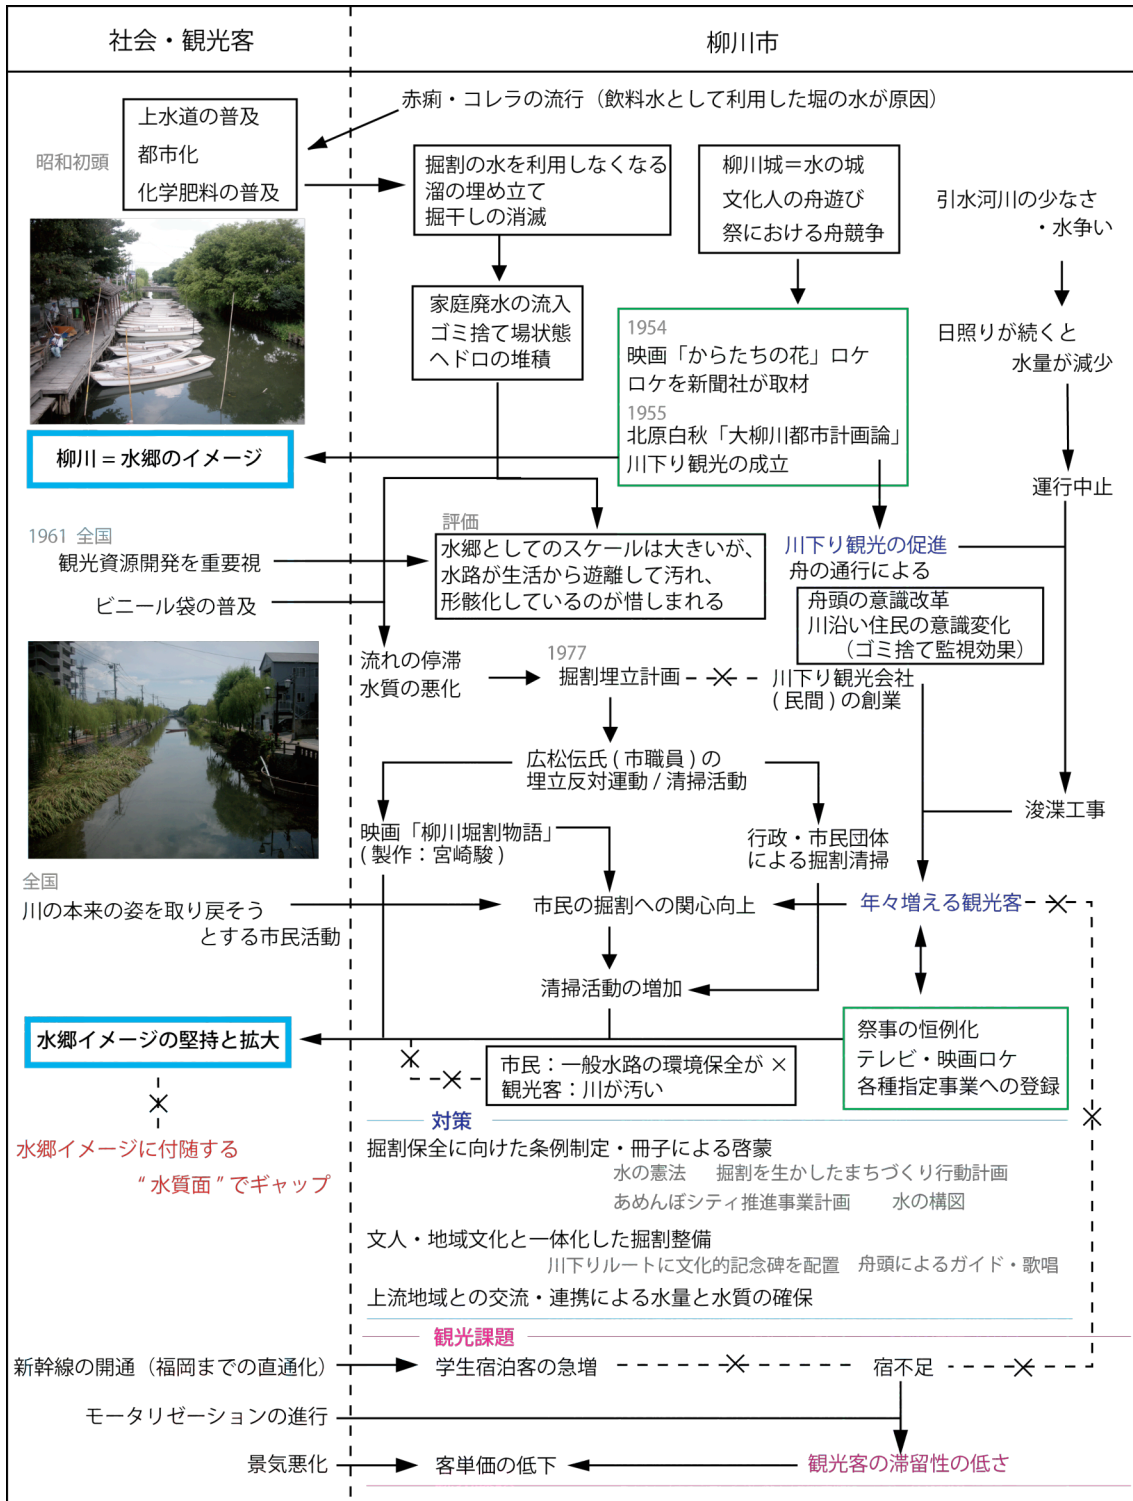 社会・観光客
柳川市
赤痢・コレラの流行（飲料水として利用した堀の水が原因）
昭和初頭
上水道の普及
都市化
化学肥料の普及
掘割の水を利用しなくなる
溜の埋め立て
掘干しの消滅
柳川城＝水の城
文化人の舟遊び
祭における舟競争
引水河川の少なさ
・水争い
家庭廃水の流入
ゴミ捨て場状態
ヘドロの堆積
1954
映画「からたちの花」ロケ
ロケを新聞社が取材
1955
北原白秋「大柳川都市計画論」
川下り観光の成立
日照りが続くと
水量が減少
柳川 = 水郷のイメージ
運行中止
1961 全国
観光資源開発を重要視
評価
水郷としてのスケールは大きいが、
水路が生活から遊離して汚れ、
形骸化しているのが惜しまれる
川下り観光の促進
舟の通行による
舟頭の意識改革
川沿い住民の意識変化
（ゴミ捨て監視効果）
ビニール袋の普及
流れの停滞
水質の悪化
1977
掘割埋立計画
川下り観光会社
( 民間 ) の創業
広松伝氏 ( 市職員 ) の
埋立反対運動 / 清掃活動
浚渫工事
映画「柳川堀割物語」
( 製作：宮崎駿 )
行政・市民団体
による掘割清掃
全国
川の本来の姿を取り戻そう
とする市民活動
市民の掘割への関心向上
年々増える観光客
清掃活動の増加
水郷イメージの堅持と拡大
祭事の恒例化
テレビ・映画ロケ
各種指定事業への登録
市民：一般水路の環境保全が ×
観光客：川が汚い
水郷イメージに付随する
“ 水質面 ” でギャップ
対策
掘割保全に向けた条例制定・冊子による啓蒙
水の憲法 掘割を生かしたまちづくり行動計画
あめんぼシティ推進事業計画 水の構図
文人・地域文化と一体化した掘割整備
川下りルートに文化的記念碑を配置 舟頭によるガイド・歌唱
上流地域との交流・連携による水量と水質の確保
観光課題
新幹線の開通（福岡までの直通化）
学生宿泊客の急増
宿不足
モータリゼーションの進行
景気悪化
客単価の低下
観光客の滞留性の低さ